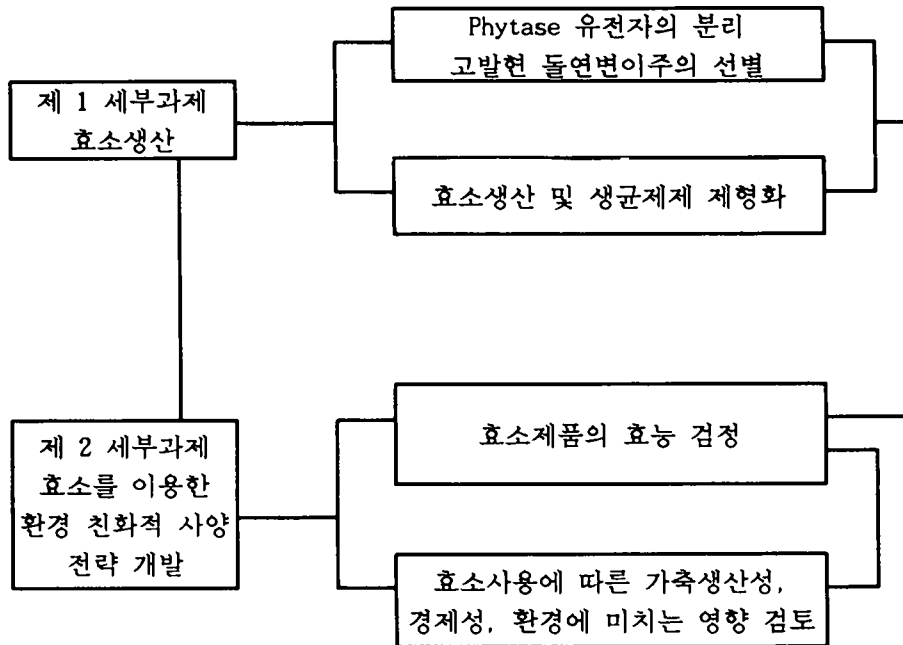 Phytase 유전자의 분리
고발현 돌연변이주의 선별
제 1 세부과제
효소생산
효소생산 및 생균제제 제형화
제 2 세부과제
효소를 이용한
환경 친화적 사양
전략 개발
효소제품의 효능 검정
효소사용에 따른 가축생산성,
경제성, 환경에 미치는 영향 검토